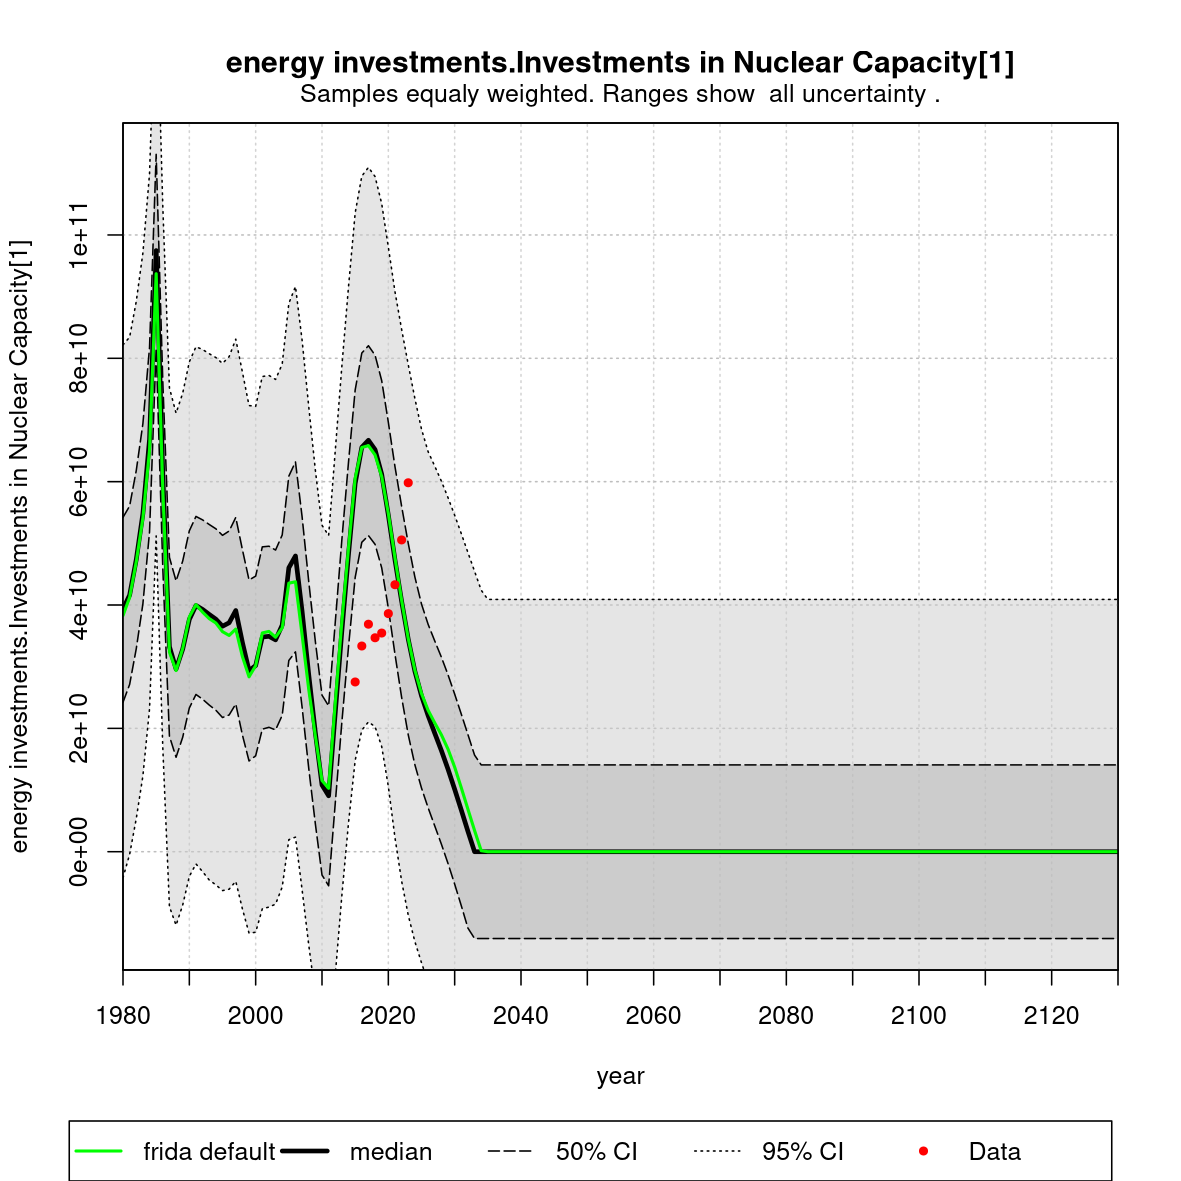 energy investments.Investments in Nuclear Capacity[1]
Samples equaly weighted. Ranges show  all uncertainty .
energy investments.Investments in Nuclear Capacity[1]
1e+11
8e+10
6e+10
4e+10
2e+10
0e+00
1980 2000 2020 2040 2060 2080 2100 2120
year
frida default median 50% CI 95% CI Data